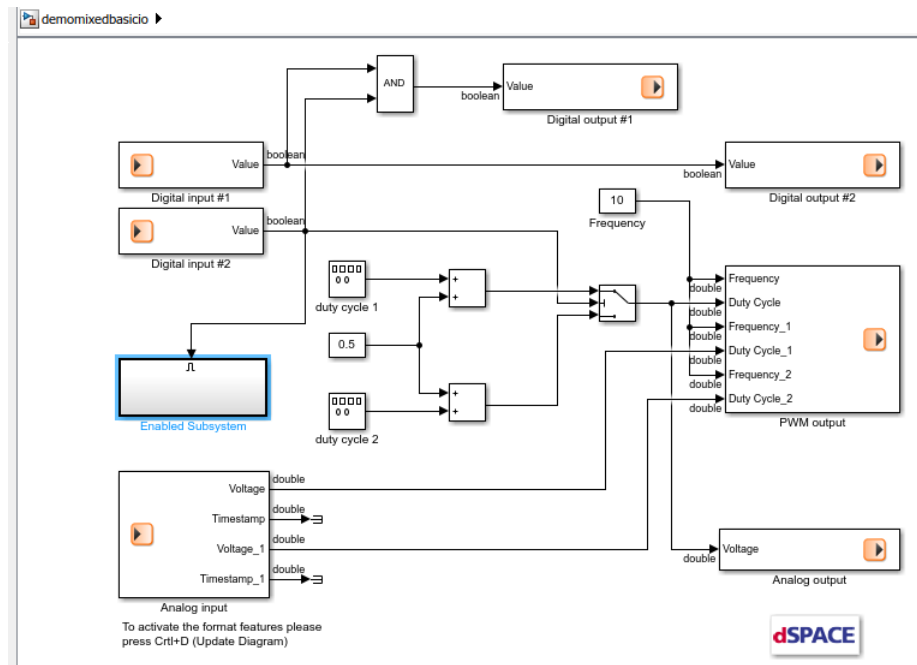 demomixedbasicio
AND
boolean
Value
Digital output #1
Value
boolean
Digital input #1
Value
boolean
Digital output #2
Value
boolean
Digital input #2
10
Frequency
duty cycle 1
+
+
0.5
duty cycle 2
+
+
Frequency
double
Duty Cycle
double
Frequency_1
double
Duty Cycle_1
double
Frequency_2
double
Duty Cycle_2
double
PWM output
Enabled Subsystem
Voltage
double
Timestamp
double
Voltage_1
double
Timestamp_1
double
Analog input
Voltage
double
Analog output
To activate the format features please
press Crtl+D (Update Diagram)
dSPACE